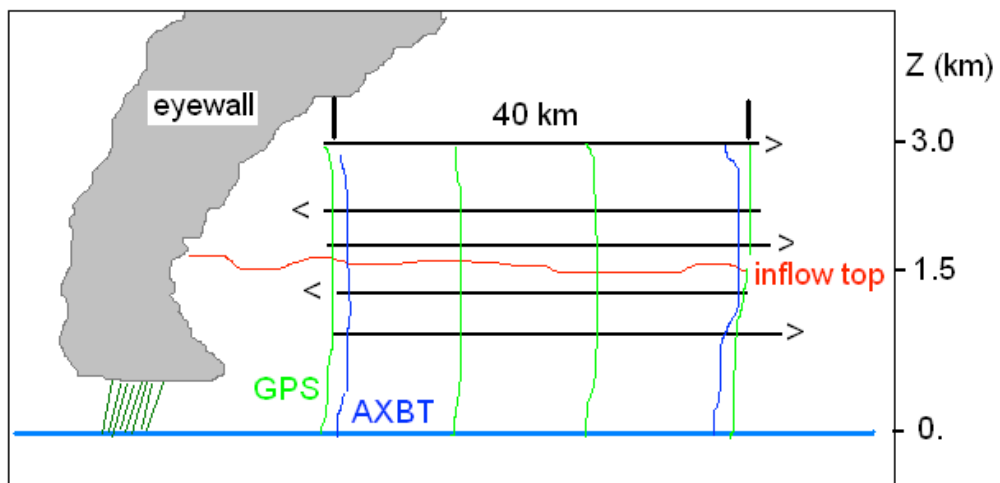 Z (km)
eyewall
40 km
3.0
<
>
>
inflow top
1.5
<
>
GPS
AXBT
0.